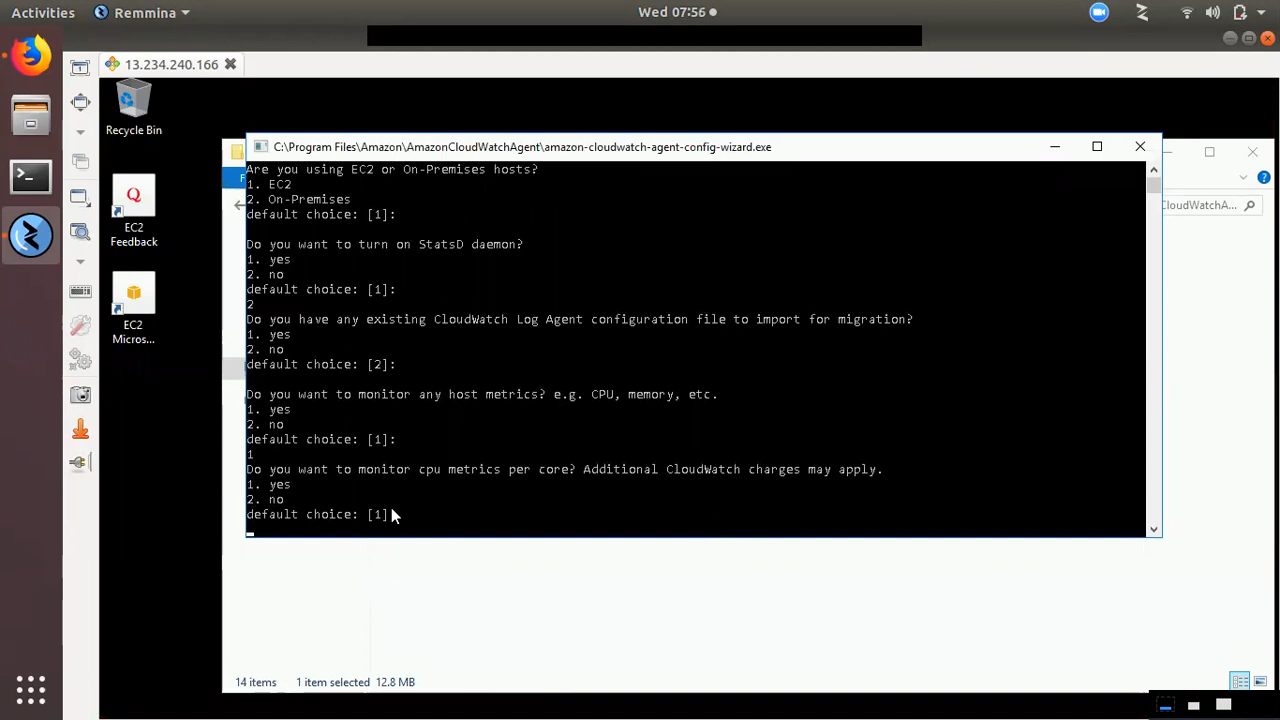 Activities
Remmina
Wed 07:56
13.234.240.166
Recycle Bin
EC2
Feedback
EC2
Micros...
C:\Program Files\Amazon\AmazonCloudWatchAgent\amazon-cloudwatch-agent-config-wizard.exe
CloudWatchA...
Are you using EC2 or On-Premises hosts?
1. EC2
2. On-Premises
default choice: [1]:
Do you want to turn on StatsD daemon?
1. yes
2. no
default choice: [1]:
2
Do you have any existing CloudWatch Log Agent configuration file to import for migration?
1. yes
2. no
default choice: [2]:
Do you want to monitor any host metrics? e.g. CPU, memory, etc.
1. yes
2. no
default choice: [1]:
1
Do you want to monitor cpu metrics per core? Additional CloudWatch charges may apply.
1. yes
2. no
default choice: [1]
14 items 1 item selected 12.8 MB